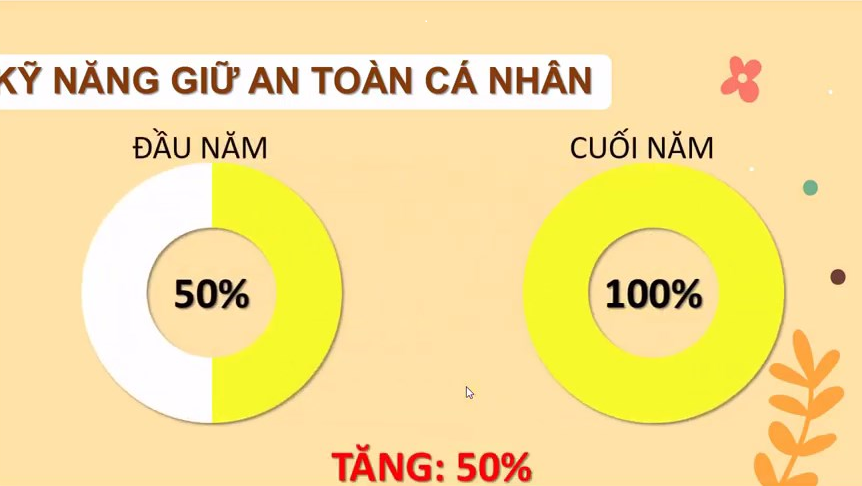 KỸ NĂNG GIỮ AN TOÀN CÁ NHÂN
ĐẦU NĂM
CUỐI NĂM
50%
100%
TĂNG: 50%